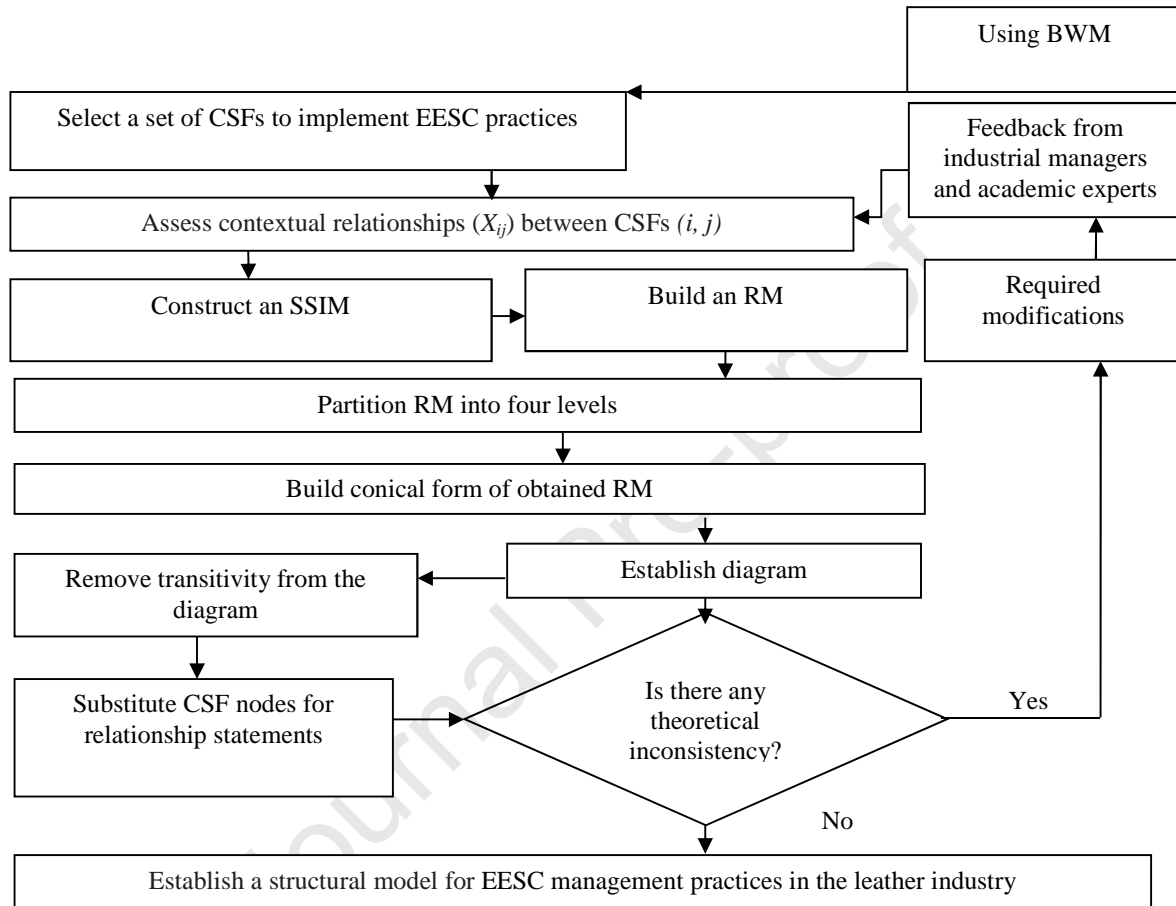 Using BWM
Select a set of CSFs to implement EESC practices
Feedback from
industrial managers
and academic experts
Assess contextual relationships (Xij) between CSFs (i, j)
Construct an SSIM
Build an RM
Required
modifications
Partition RM into four levels
Build conical form of obtained RM
Remove transitivity from the
diagram
Establish diagram
Substitute CSF nodes for
relationship statements
Is there any
theoretical
inconsistency?
Yes
No
Establish a structural model for EESC management practices in the leather industry
Journal Pre-proof